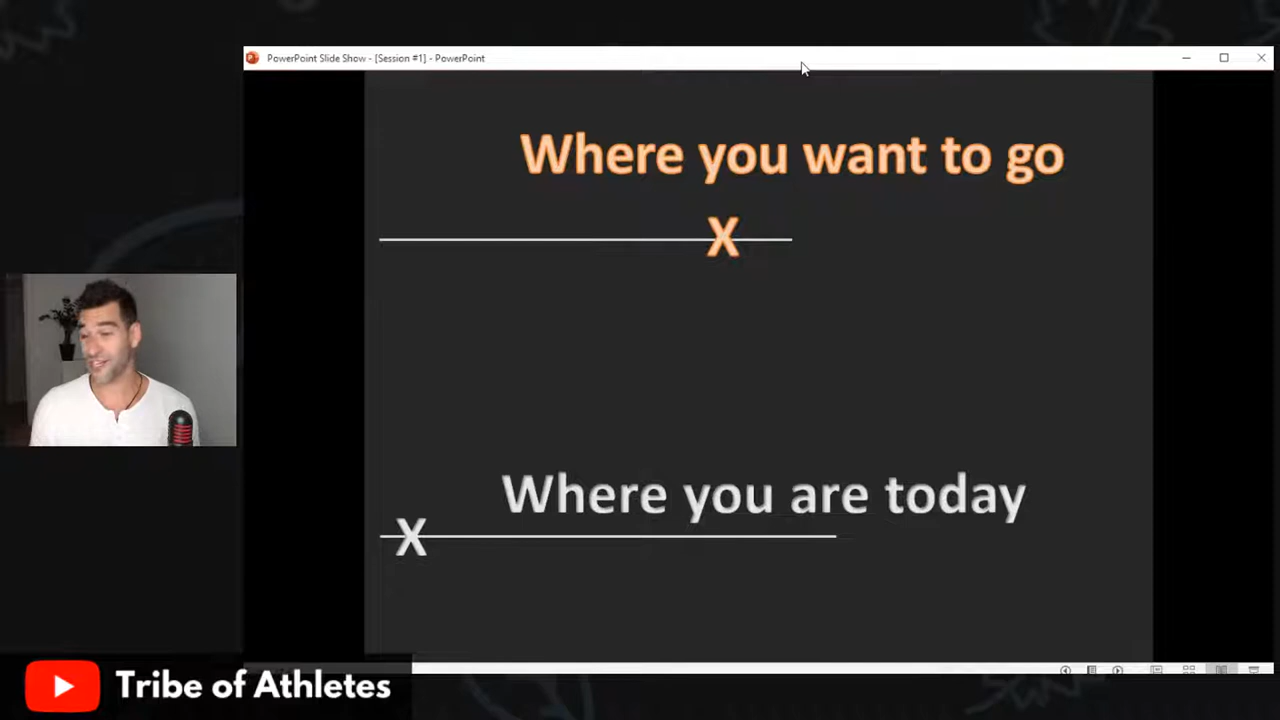 PowerPoint Slide Show - [Session #1] - PowerPoint
Where you want to go
X
Where you are today
X
Tribe of Athletes